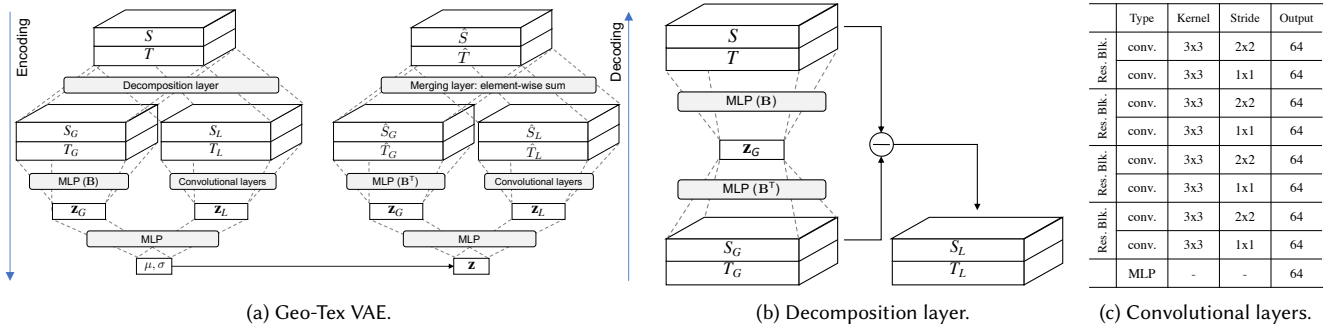 Encoding
S
T
Decomposition layer
S_G
T_G
S_L
T_L
MLP (B)
Convolutional layers
z_G
z_L
MLP
μ, σ
Ŝ
T̂
Merging layer: element-wise sum
Ŝ_G
T̂_G
Ŝ_L
T̂_L
MLP (Bᵀ)
Convolutional layers
z_G
z_L
MLP
z
Decoding
(a) Geo-Tex VAE.
S
T
MLP (B)
z_G
MLP (Bᵀ)
S_G
T_G
S_L
T_L
(b) Decomposition layer.
Type Kernel Stride Output
Res. Blk.
conv. 3x3 2x2 64
conv. 3x3 1x1 64
Res. Blk.
conv. 3x3 2x2 64
conv. 3x3 1x1 64
Res. Blk.
conv. 3x3 2x2 64
conv. 3x3 1x1 64
Res. Blk.
conv. 3x3 2x2 64
conv. 3x3 1x1 64
MLP - - 64
(c) Convolutional layers.